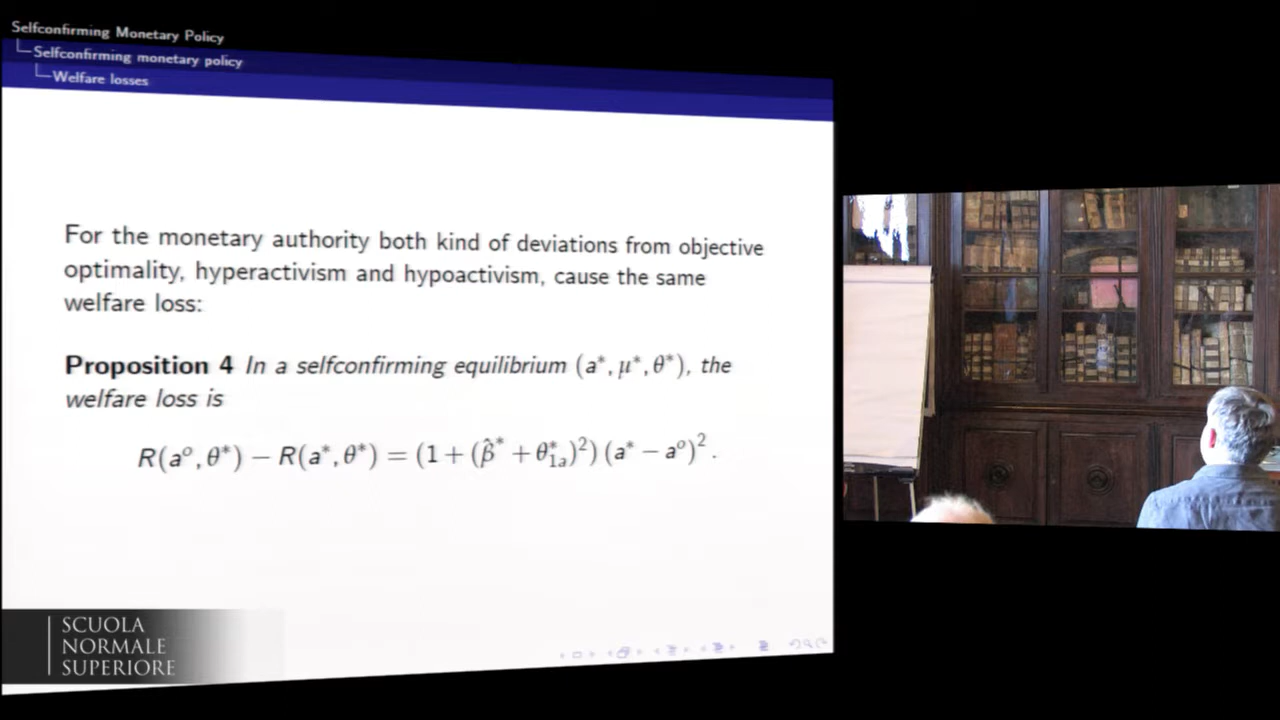 Selfconfirming Monetary Policy
Selfconfirming monetary policy
Welfare losses
For the monetary authority both kind of deviations from objective
optimality, hyperactivism and hypoactivism, cause the same
welfare loss:
Proposition 4 In a selfconfirming equilibrium (a*, μ*, θ*), the
welfare loss is
R(aᵒ, θ*) − R(a*, θ*) = (1 + (β̂* + θ*₁ₐ)²) (a* − aᵒ)².
SCUOLA
NORMALE
SUPERIORE